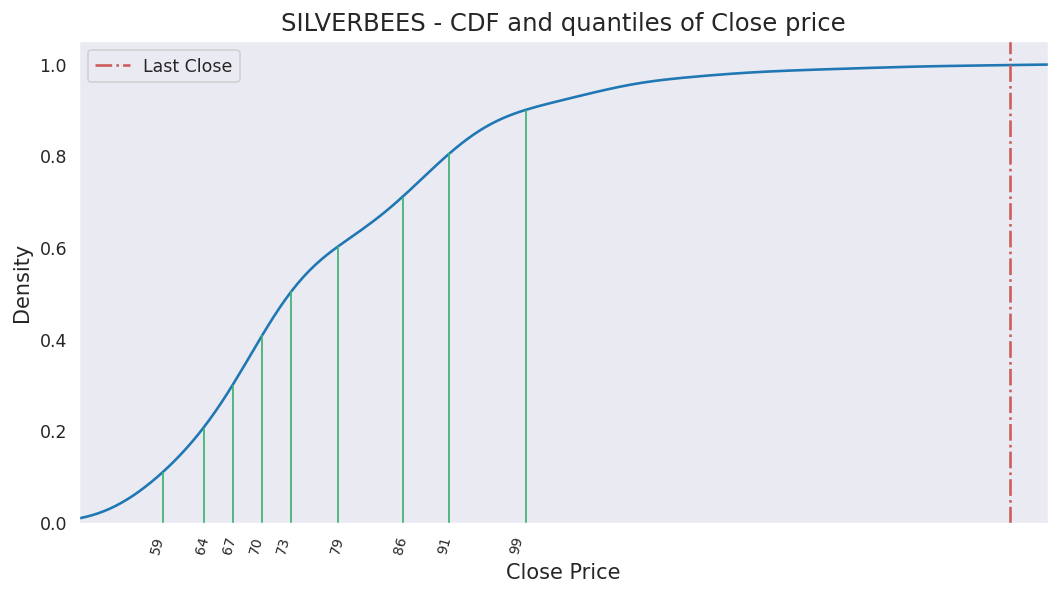 SILVERBEES - CDF and quantiles of Close price
Last Close
1.0
0.8
0.6
0.4
0.2
0.0
Density
59 64 67 70 73 79 86 91 99
Close Price